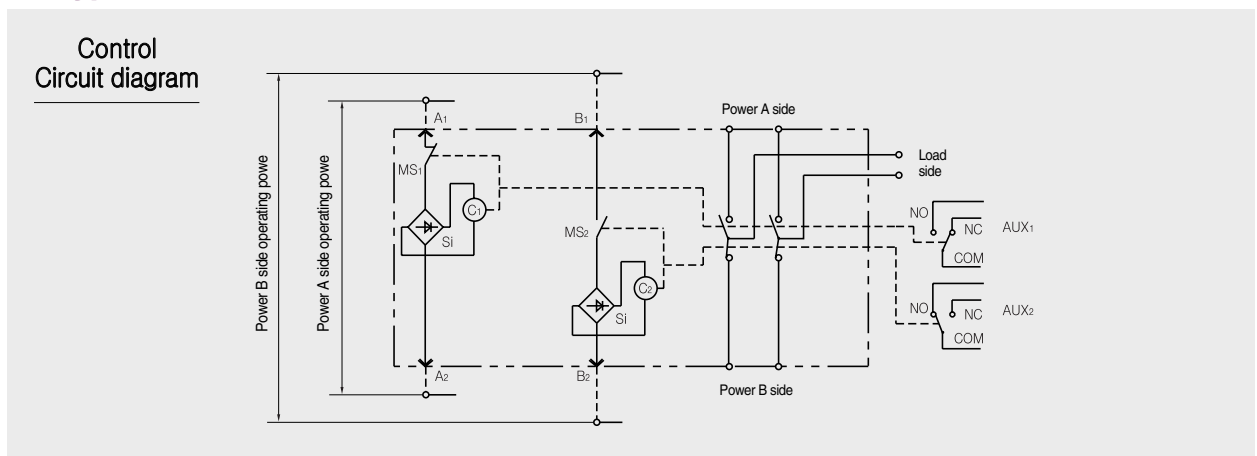 Control
Circuit diagram
Power B side operating powe
Power A side operating powe
A1
B1
MS1
C1
Si
MS2
C2
Si
A2
B2
Power A side
Load
side
Power B side
NO
NC
AUX1
COM
NO
NC
AUX2
COM